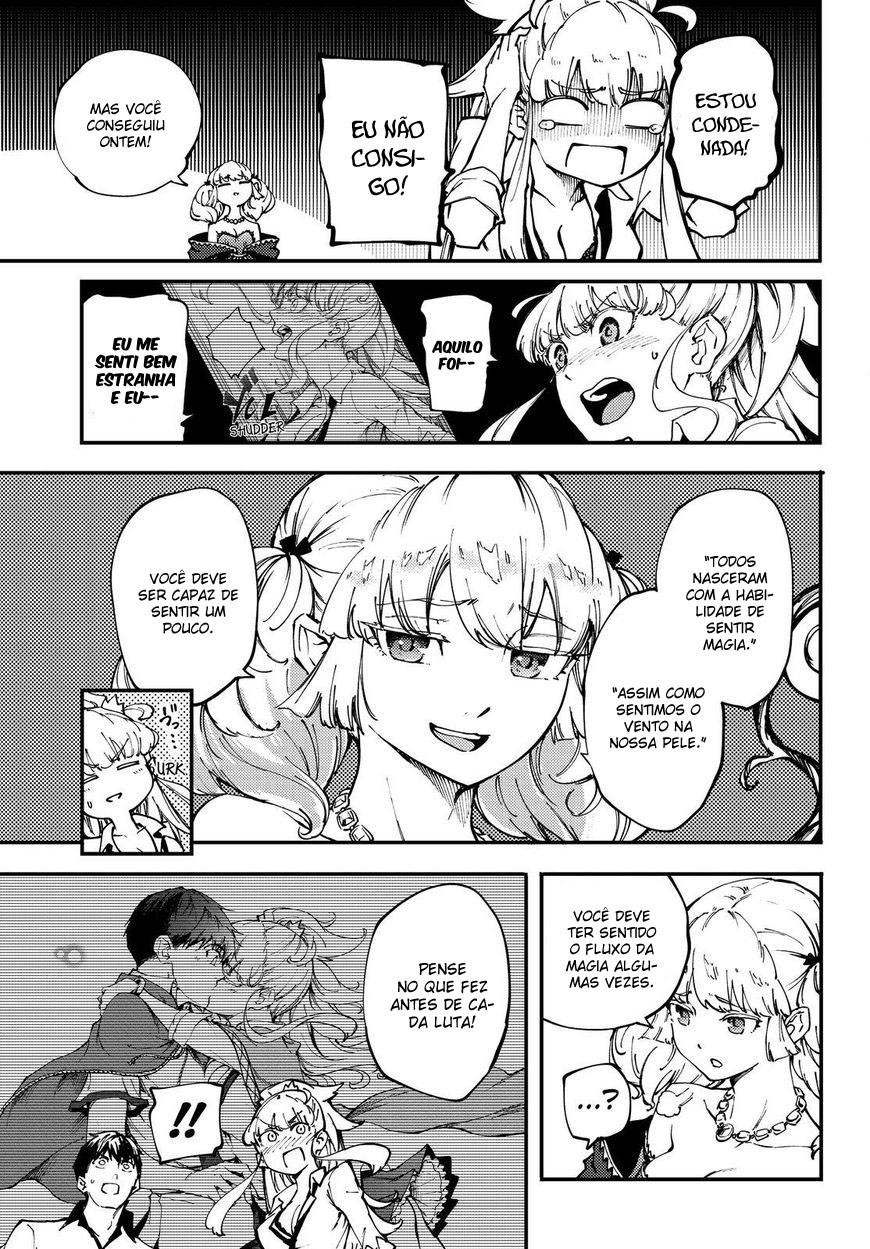 ESTOU
CONDE-
NADA!
EU NÃO
CONSI-
GO!
MAS VOCÊ
CONSEGUIU
ONTEM!
AQUILO
FOI--
EU ME
SENTI BEM
ESTRANHA
E EU--
SHUDDER
"TODOS
NASCERAM
COM A HABI-
LIDADE DE
SENTIR
MAGIA."
"ASSIM COMO
SENTIMOS O
VENTO NA
NOSSA PELE."
VOCÊ DEVE
SER CAPAZ DE
SENTIR UM
POUCO.
URK
VOCÊ DEVE
TER SENTIDO
O FLUXO DA
MAGIA ALGU-
MAS VEZES.
...?
PENSE
NO QUE FEZ
ANTES DE CA-
DA LUTA!
!!